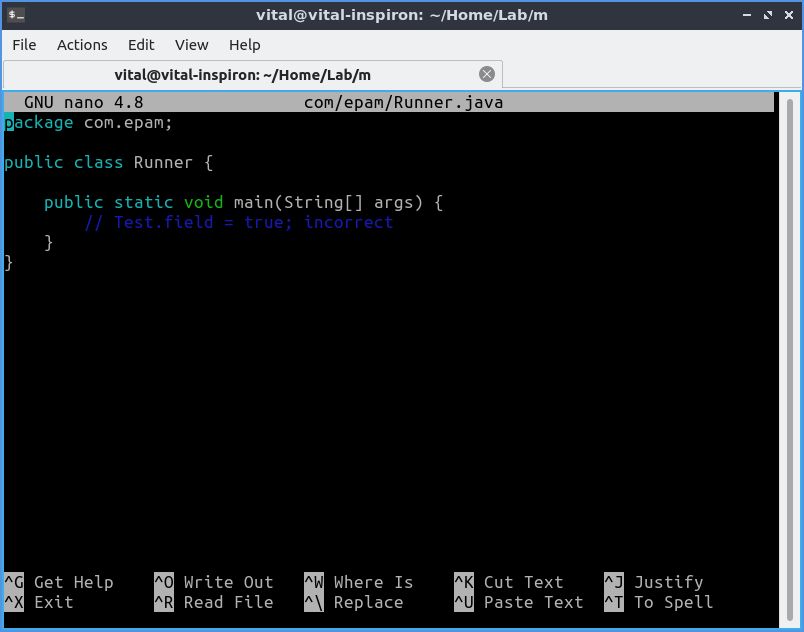 vital@vital-inspiron: ~/Home/Lab/m
File Actions Edit View Help
vital@vital-inspiron: ~/Home/Lab/m
GNU nano 4.8 com/epam/Runner.java
package com.epam;
public class Runner {
    public static void main(String[] args) {
        // Test.field = true; incorrect
    }
}
^G Get Help ^O Write Out ^W Where Is ^K Cut Text ^J Justify
^X Exit ^R Read File ^\ Replace ^U Paste Text ^T To Spell